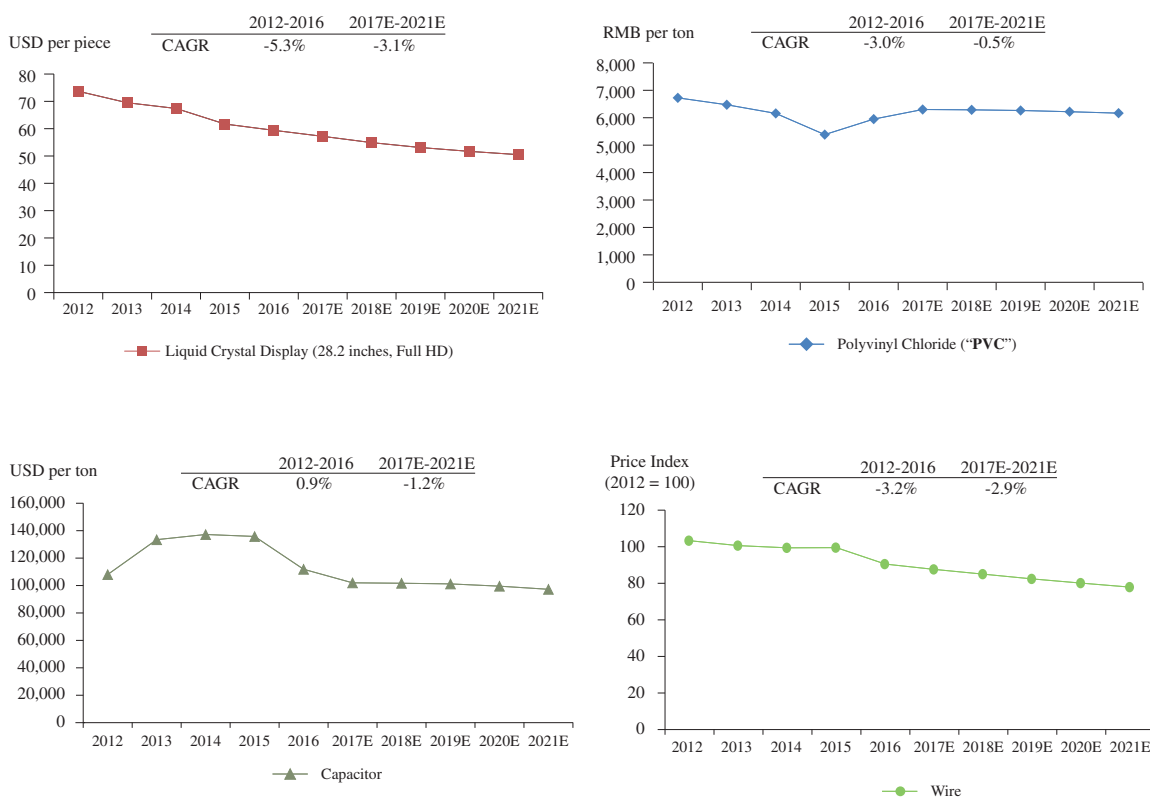 2012-2016 2017E-2021E
USD per piece
CAGR -5.3% -3.1%
80
70
60
50
40
30
20
10
0
2012 2013 2014 2015 2016 2017E 2018E 2019E 2020E 2021E
Liquid Crystal Display (28.2 inches, Full HD)
2012-2016 2017E-2021E
RMB per ton
CAGR -3.0% -0.5%
8,000
7,000
6,000
5,000
4,000
3,000
2,000
1,000
0
2012 2013 2014 2015 2016 2017E 2018E 2019E 2020E 2021E
Polyvinyl Chloride (“PVC”)
2012-2016 2017E-2021E
USD per ton
CAGR 0.9% -1.2%
160,000
140,000
120,000
100,000
80,000
60,000
40,000
20,000
0
2012 2013 2014 2015 2016 2017E 2018E 2019E 2020E 2021E
Capacitor
Price Index 2012-2016 2017E-2021E
(2012 = 100) CAGR -3.2% -2.9%
120
100
80
60
40
20
0
2012 2013 2014 2015 2016 2017E 2018E 2019E 2020E 2021E
Wire